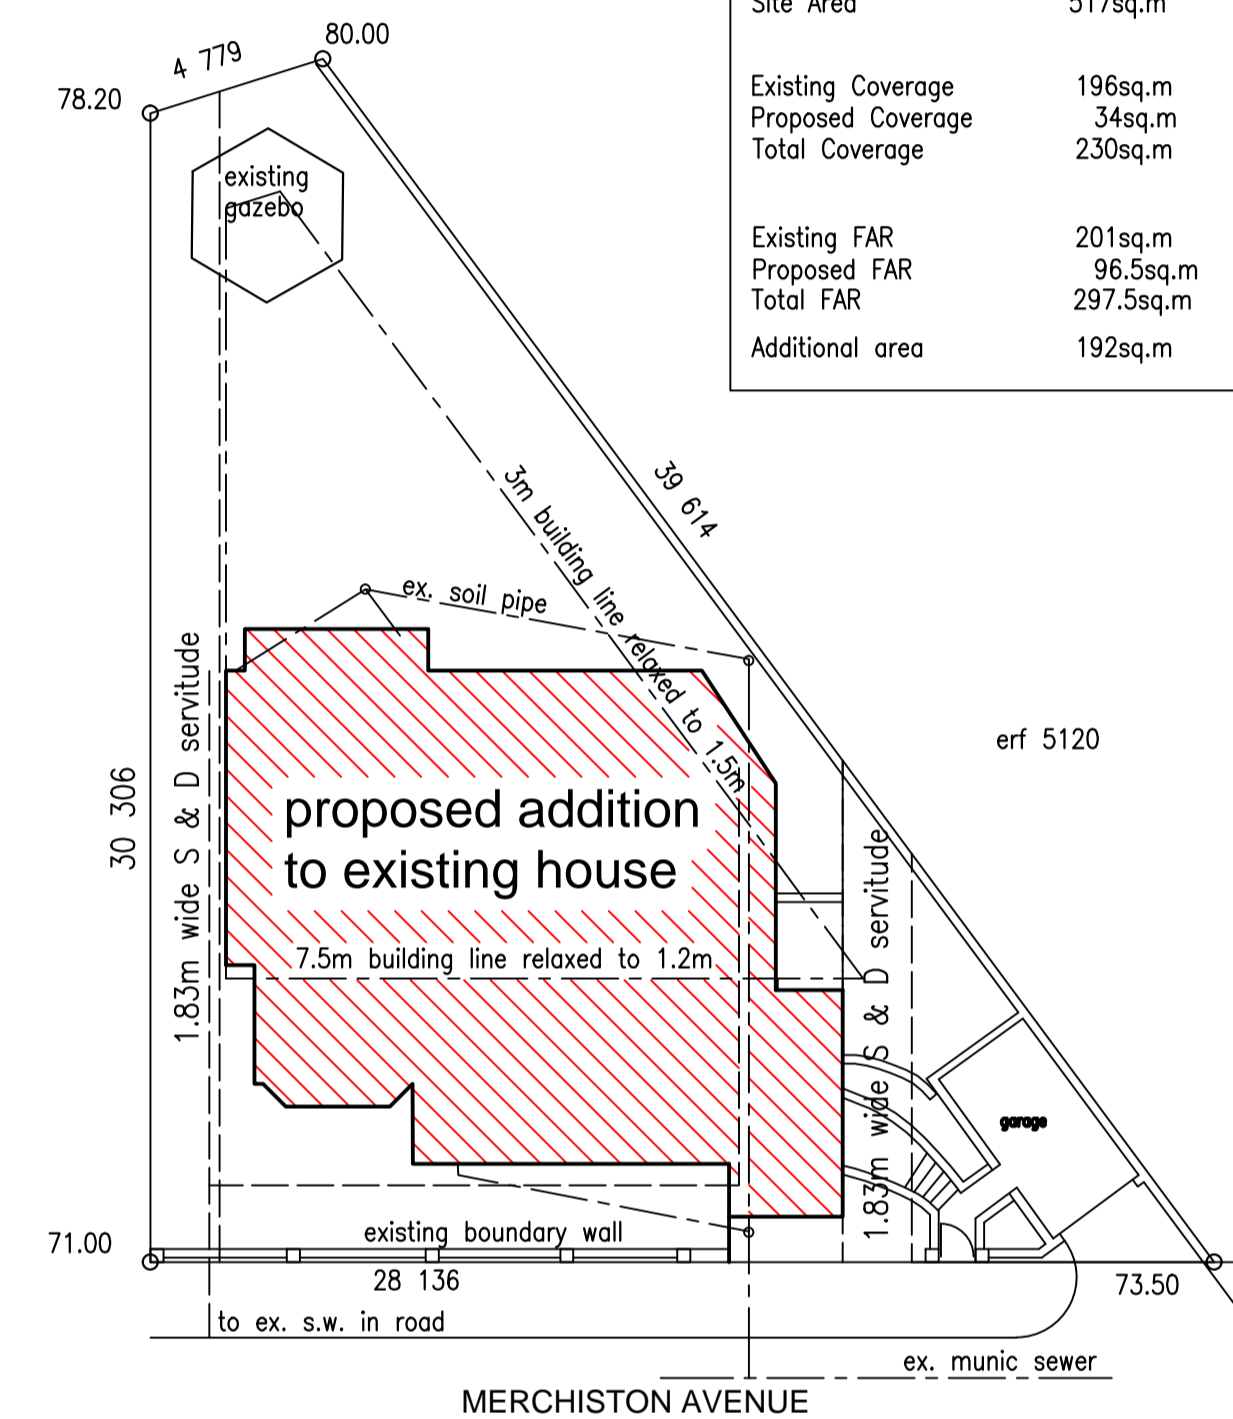 Site Area 517sq.m
80.00
4 779
78.20
Existing Coverage 196sq.m
Proposed Coverage 34sq.m
Total Coverage 230sq.m
existing
gazebo
Existing FAR 201sq.m
Proposed FAR 96.5sq.m
Total FAR 297.5sq.m
Additional area 192sq.m
39 614
3m building line relaxed to 1.5m
ex. soil pipe
1.83m wide S & D servitude
erf 5120
30 306
proposed addition
to existing house
7.5m building line relaxed to 1.2m
1.83m wide S & D servitude
garage
existing boundary wall
71.00
28 136
73.50
to ex. s.w. in road
ex. munic sewer
MERCHISTON AVENUE